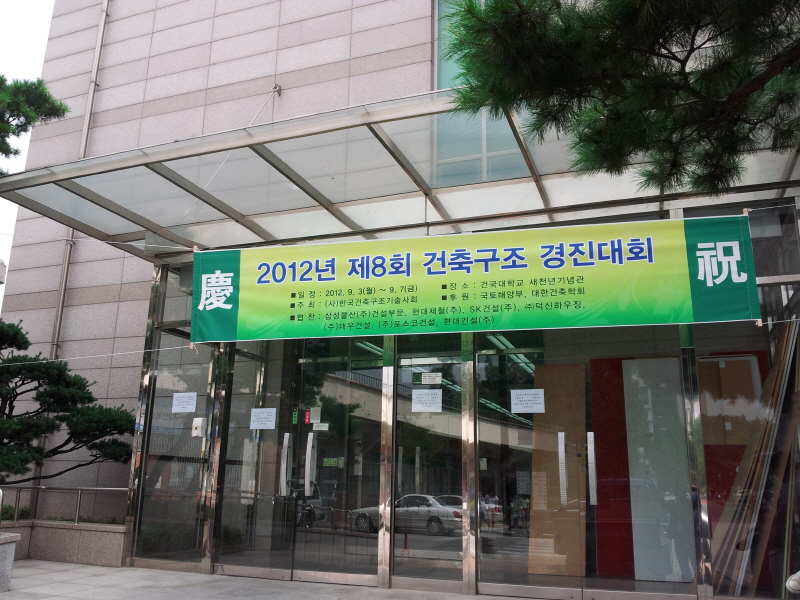 慶
祝
2012년 제8회 건축구조 경진대회
■일 정 : 2012. 9. 3(월) ~ 9. 7(금)
■장 소 : 건국대학교 새천년기념관
■주 최 : (사)한국건축구조기술사회
■후 원 : 국토해양부, 대한건축학회
■협 찬 : 삼성물산(주)건설부문, 현대제철(주), SK건설(주), ㈜덕신하우징,
(주)대우건설, (주)포스코건설, 현대건설(주)